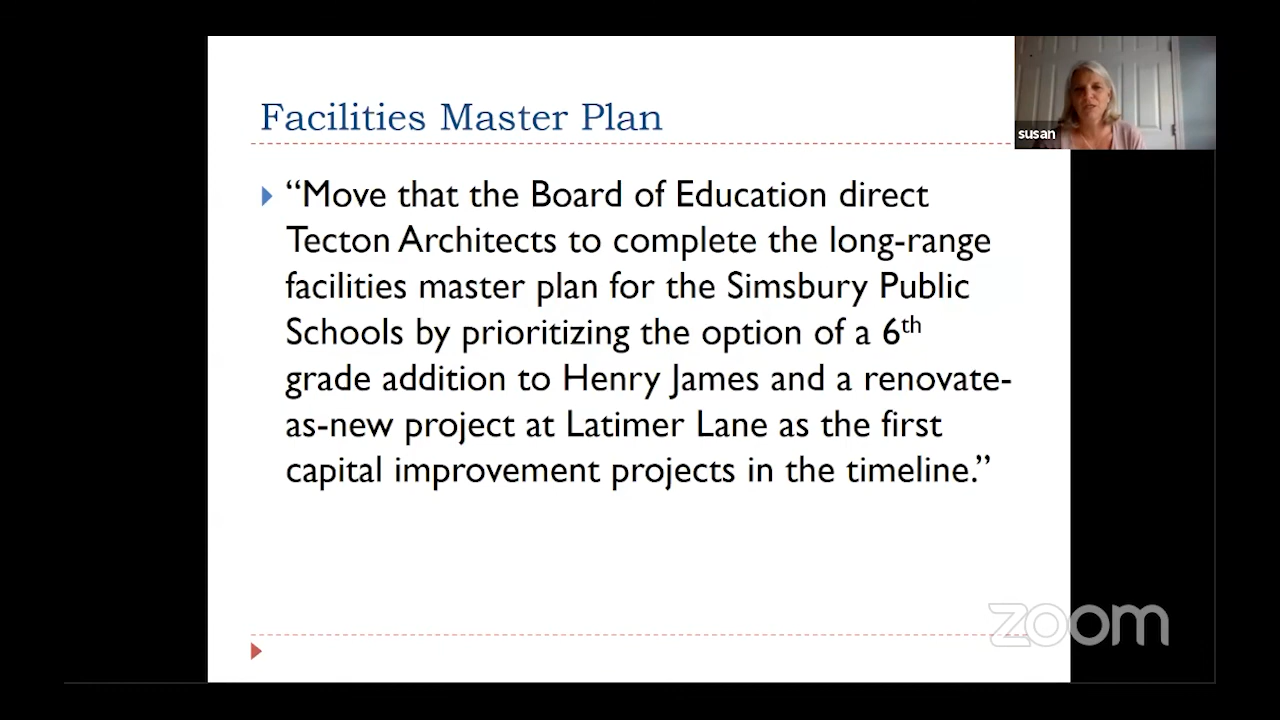 Facilities Master Plan
susan
“Move that the Board of Education direct
Tecton Architects to complete the long-range
facilities master plan for the Simsbury Public
Schools by prioritizing the option of a 6th
grade addition to Henry James and a renovate-
as-new project at Latimer Lane as the first
capital improvement projects in the timeline.”
zoom